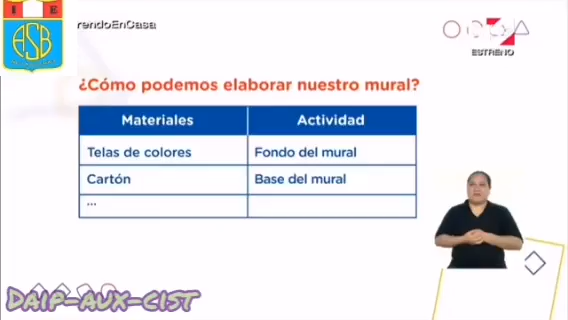 I E
ASB
rendoEnCasa
ESTRENO
¿Cómo podemos elaborar nuestro mural?
Materiales Actividad
Telas de colores Fondo del mural
Cartón Base del mural
...
DAIP-AUX-CIST